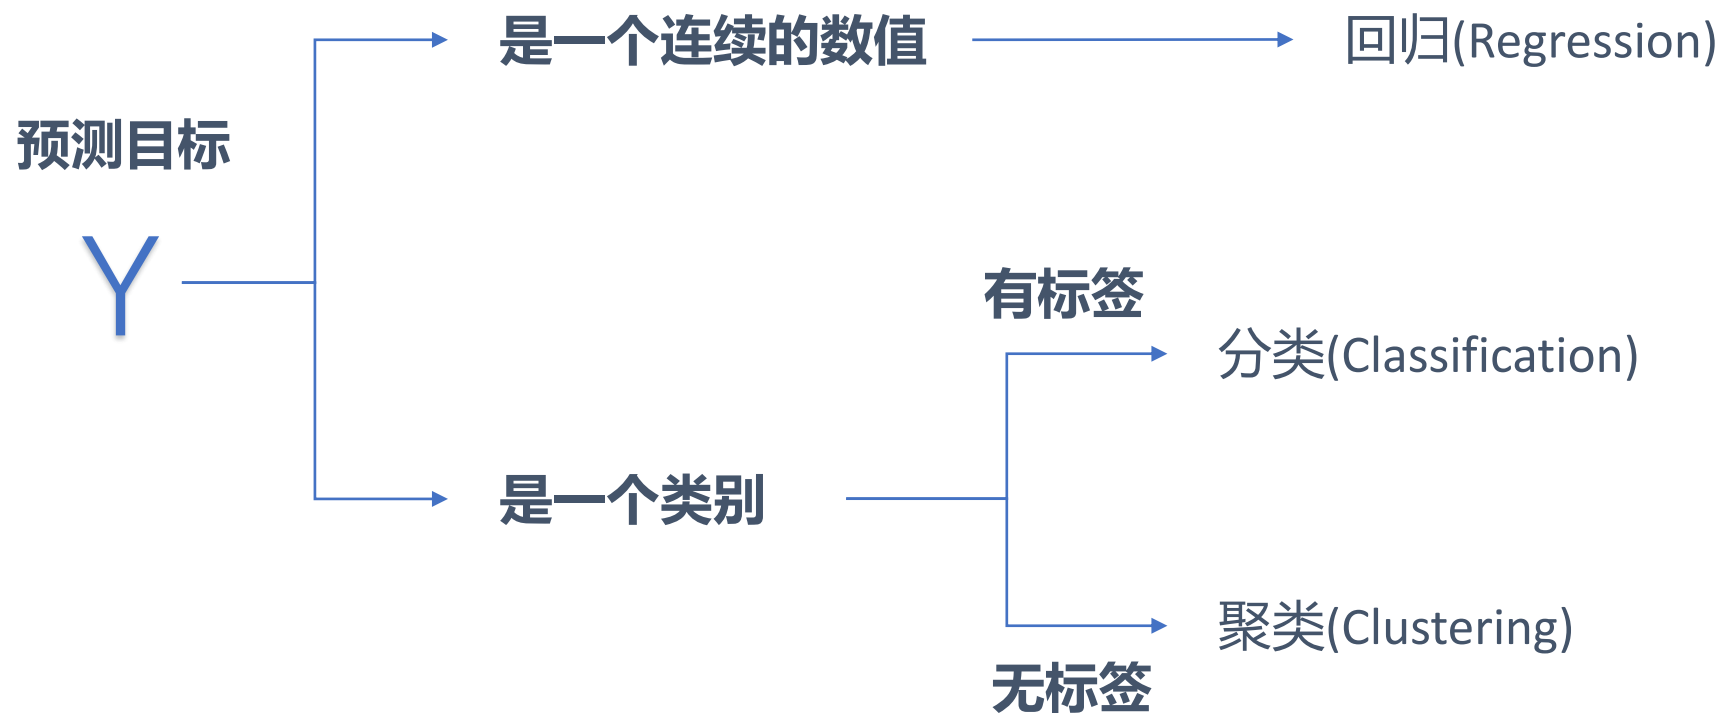 预测目标
Y
是一个连续的数值
回归(Regression)
是一个类别
有标签
分类(Classification)
无标签
聚类(Clustering)